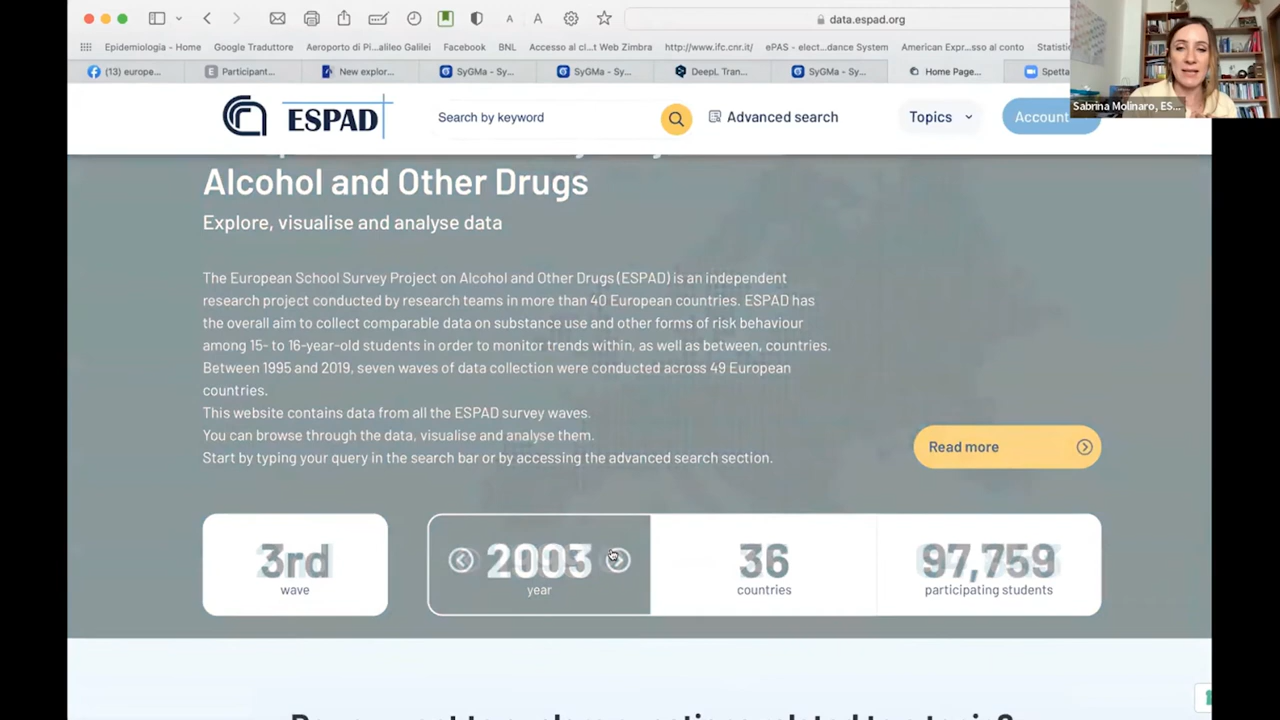 data.espad.org
Epidemiologia - Home
Google Traduttore
Aeroporto di Pi...alileo Galilei
Facebook
BNL
Accesso al cl...t Web Zimbra
http://www.ifc.cnr.it/
ePAS - elect...dance System
American Expr...sso al conto
Statistic
(13) europe...
Participant...
New explor...
SyGMa - Sy...
SyGMa - Sy...
DeepL Tran...
SyGMa - Sy...
Home Page...
Spetta
Sabrina Molinaro, ES...
ESPAD
Search by keyword
Advanced search
Topics
Account
Alcohol and Other Drugs
Explore, visualise and analyse data
The European School Survey Project on Alcohol and Other Drugs (ESPAD) is an independent
research project conducted by research teams in more than 40 European countries. ESPAD has
the overall aim to collect comparable data on substance use and other forms of risk behaviour
among 15- to 16-year-old students in order to monitor trends within, as well as between, countries.
Between 1995 and 2019, seven waves of data collection were conducted across 49 European
countries.
This website contains data from all the ESPAD survey waves.
You can browse through the data, visualise and analyse them.
Start by typing your query in the search bar or by accessing the advanced search section.
Read more
3rd
wave
2003
year
36
countries
97,759
participating students